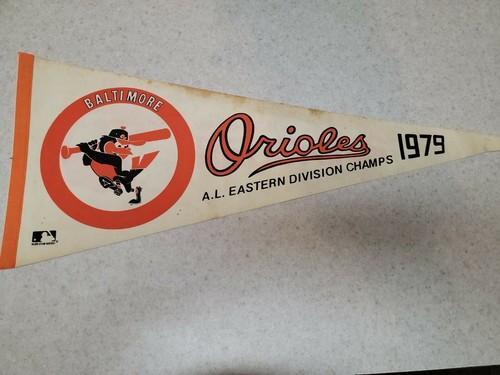 BALTIMORE
Orioles
A.L. EASTERN DIVISION CHAMPS
1979